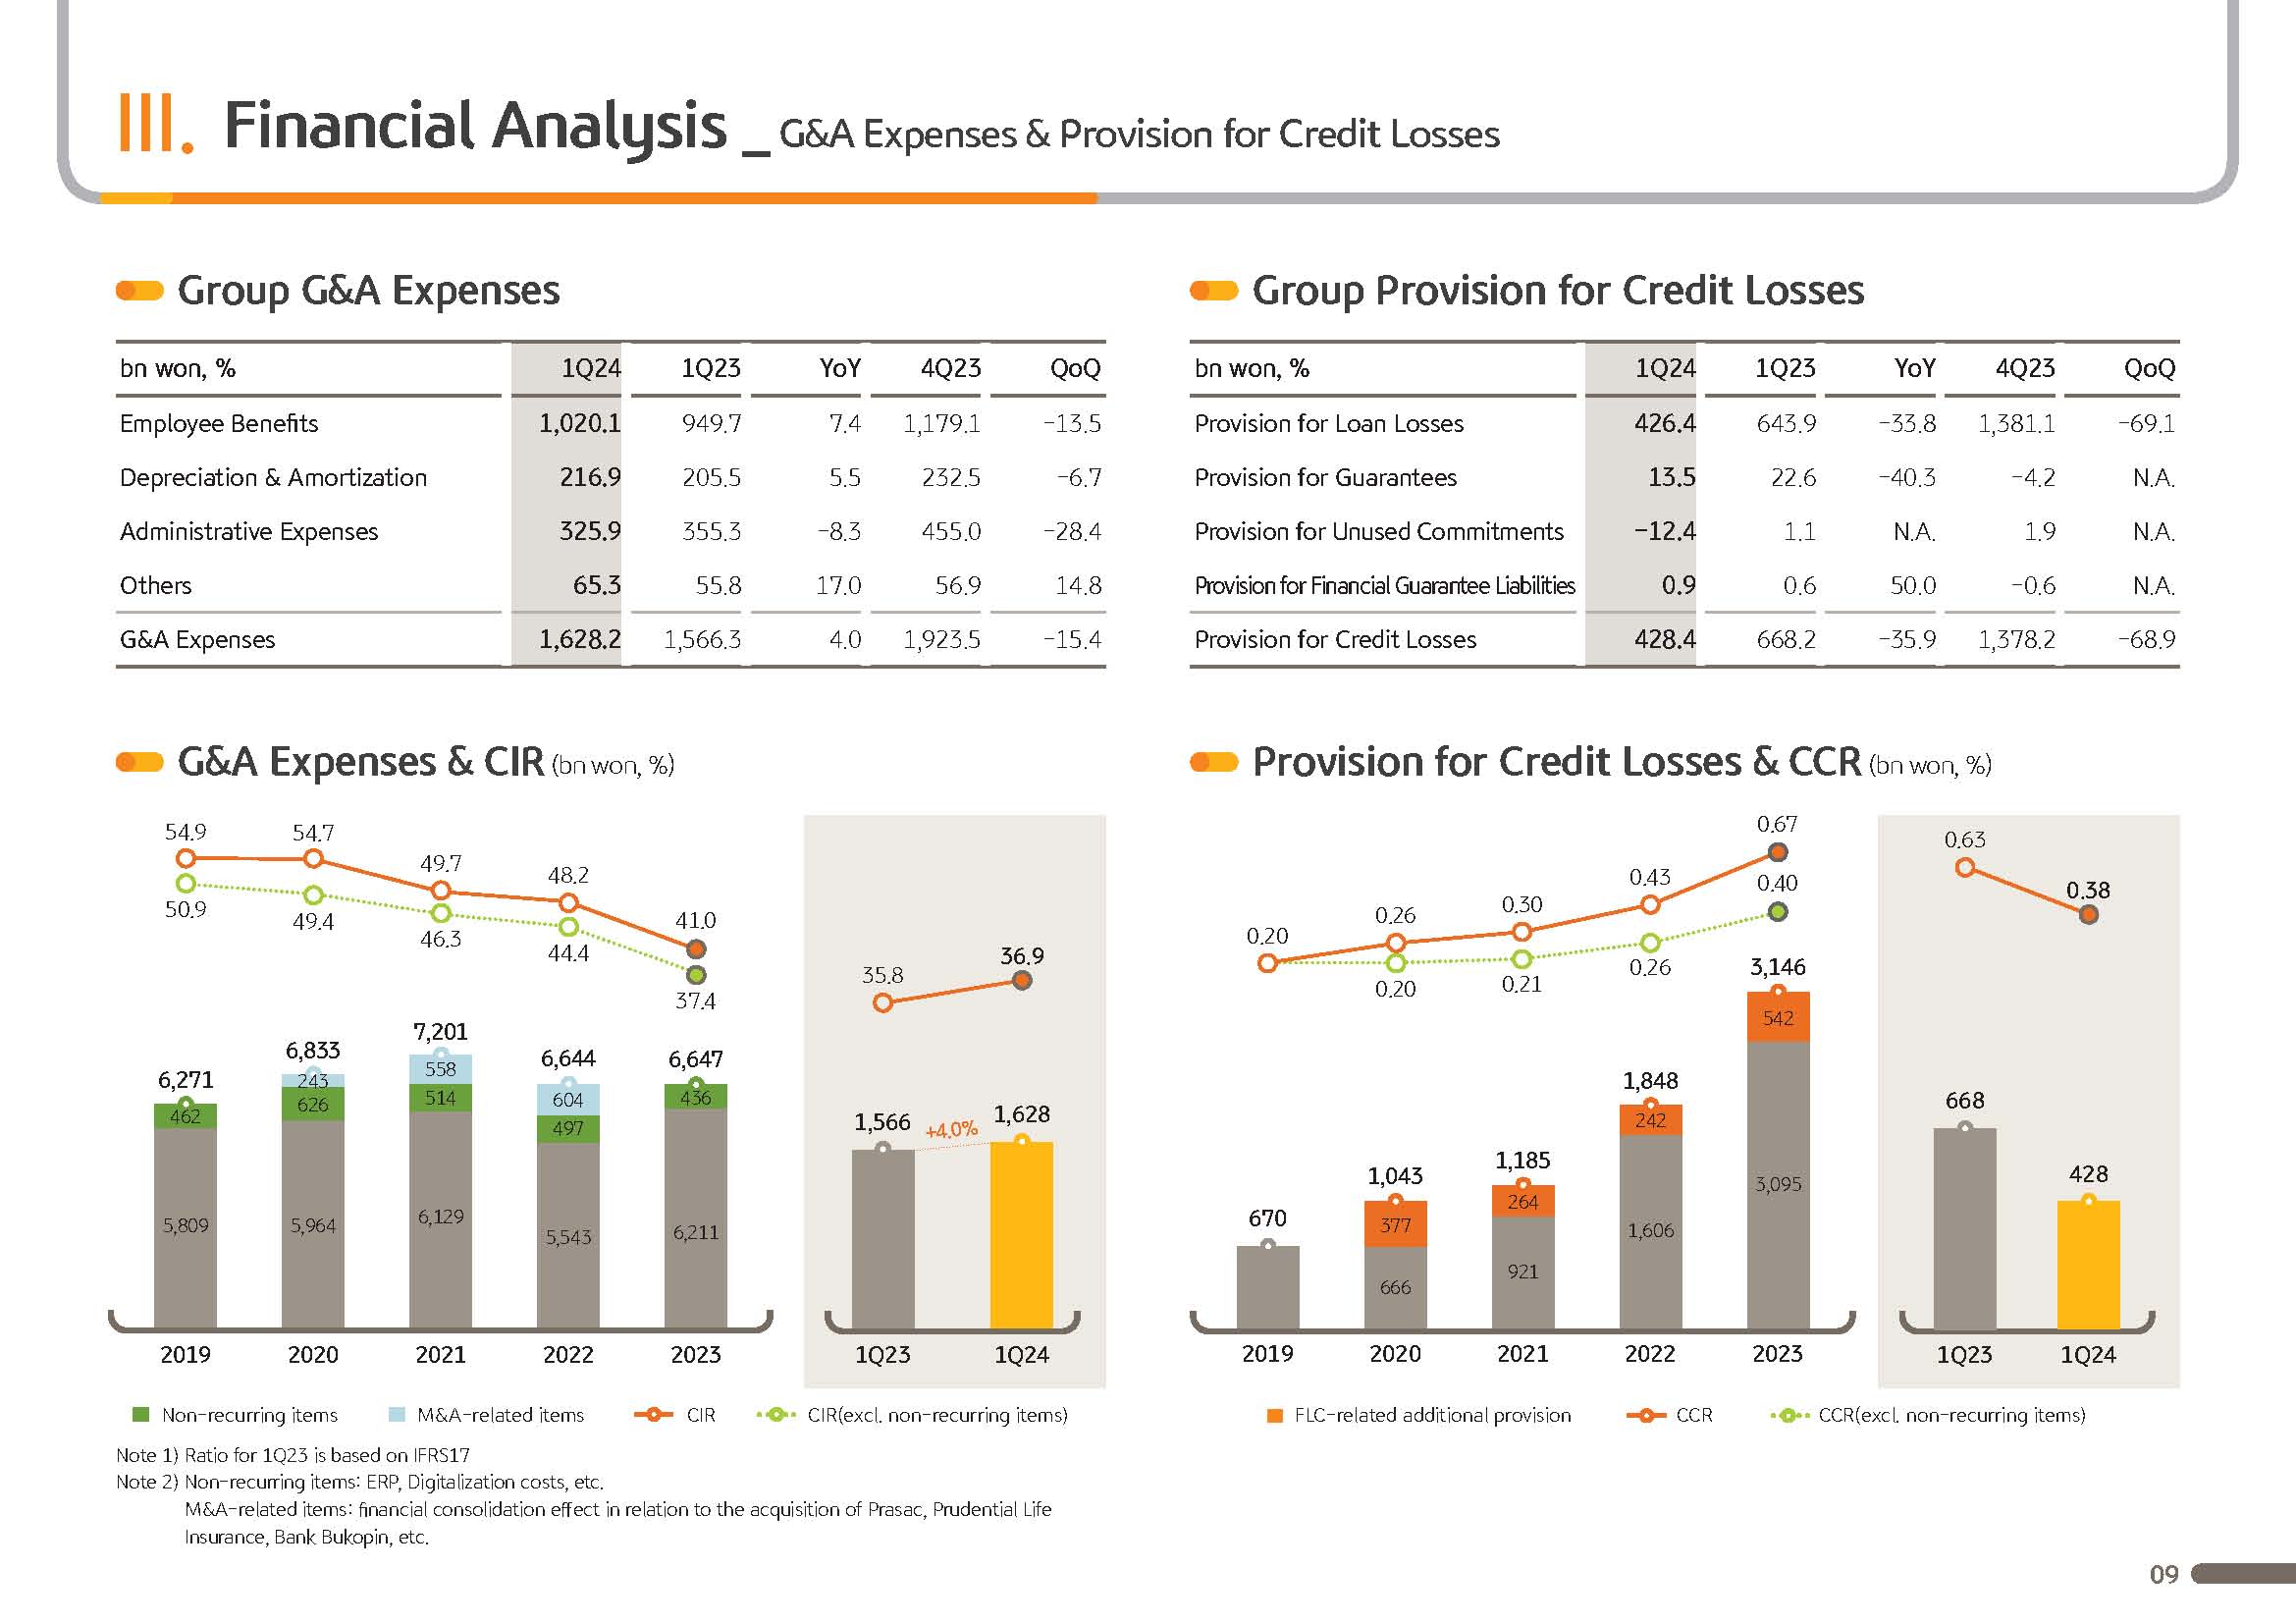 III. Financial Analysis _ G&A Expenses & Provision for Credit Losses
Group G&A Expenses
bn won, % 1Q24 1Q23 YoY 4Q23 QoQ
Employee Benefits 1,020.1 949.7 7.4 1,179.1 -13.5
Depreciation & Amortization 216.9 205.5 5.5 232.5 -6.7
Administrative Expenses 325.9 355.3 -8.3 455.0 -28.4
Others 65.3 55.8 17.0 56.9 14.8
G&A Expenses 1,628.2 1,566.3 4.0 1,923.5 -15.4
Group Provision for Credit Losses
bn won, % 1Q24 1Q23 YoY 4Q23 QoQ
Provision for Loan Losses 426.4 643.9 -33.8 1,381.1 -69.1
Provision for Guarantees 13.5 22.6 -40.3 -4.2 N.A.
Provision for Unused Commitments -12.4 1.1 N.A. 1.9 N.A.
Provision for Financial Guarantee Liabilities 0.9 0.6 50.0 -0.6 N.A.
Provision for Credit Losses 428.4 668.2 -35.9 1,378.2 -68.9
G&A Expenses & CIR (bn won, %)
54.9 54.7 49.7 48.2 41.0
50.9 49.4 46.3 44.4 37.4
35.8 36.9
6,271 6,833 7,201 6,644 6,647
243 558 604
462 626 514 497 436
5,809 5,964 6,129 5,543 6,211
1,566 +4.0% 1,628
2019 2020 2021 2022 2023 1Q23 1Q24
Non-recurring items M&A-related items CIR CIR(excl. non-recurring items)
Note 1) Ratio for 1Q23 is based on IFRS17
Note 2) Non-recurring items: ERP, Digitalization costs, etc.
M&A-related items: financial consolidation effect in relation to the acquisition of Prasac, Prudential Life
Insurance, Bank Bukopin, etc.
Provision for Credit Losses & CCR (bn won, %)
0.20 0.26 0.30 0.43 0.67
0.20 0.21 0.26 0.40
0.63 0.38
670 1,043 1,185 1,848 3,146
377 264 242 542
666 921 1,606 3,095
668 428
2019 2020 2021 2022 2023 1Q23 1Q24
FLC-related additional provision CCR CCR(excl. non-recurring items)
09